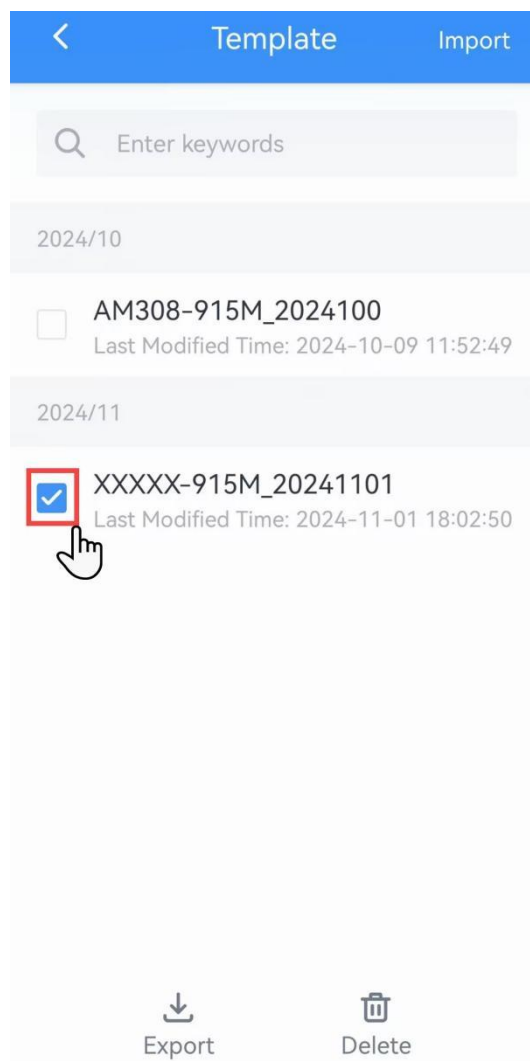 Template
Import
Enter keywords
2024/10
AM308-915M_2024100
Last Modified Time: 2024-10-09 11:52:49
2024/11
XXXXX-915M_20241101
Last Modified Time: 2024-11-01 18:02:50
Export
Delete